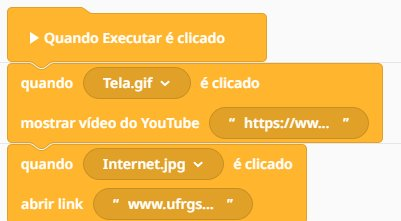 Quando Executar é clicado
quando Tela.gif é clicado
mostrar vídeo do YouTube " https://ww... "
quando Internet.jpg é clicado
abrir link " www.ufrgs... "